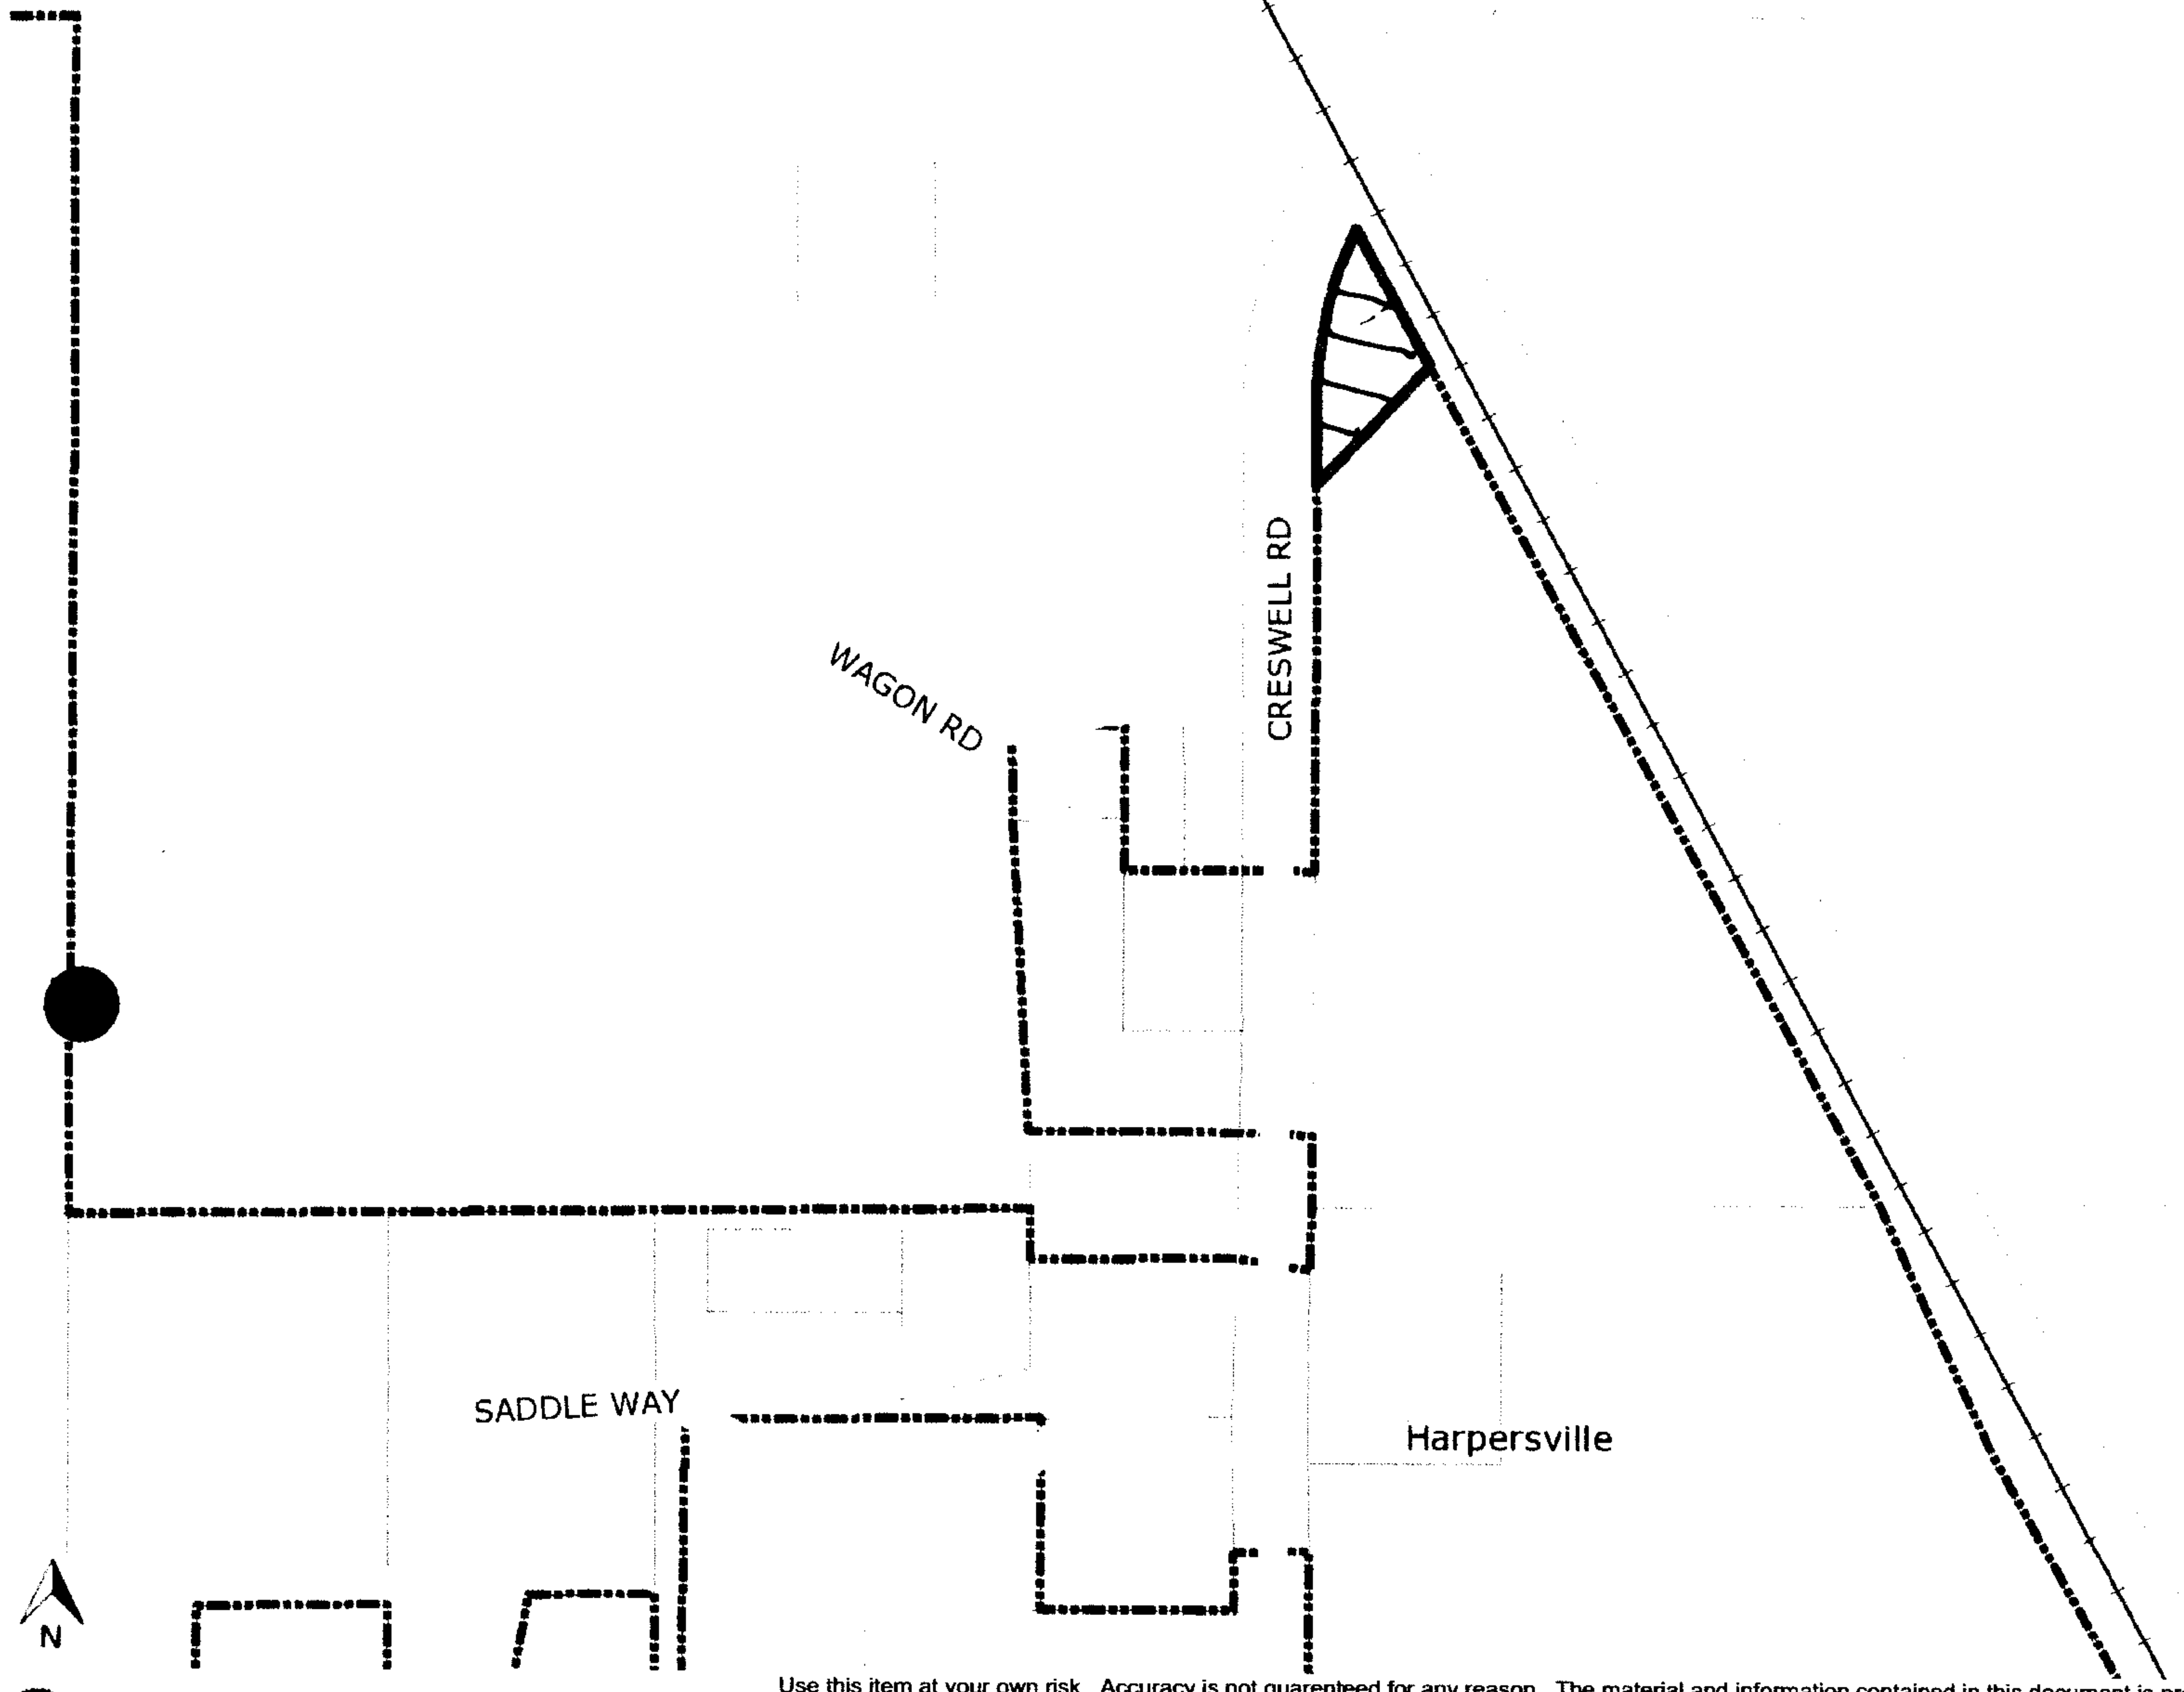 CRESWELL RD
WAGON RD
SADDLE WAY
Harpersville
N
Use this item at your own risk. Accuracy is not guarenteed for any reason. The material and information contained in this document is